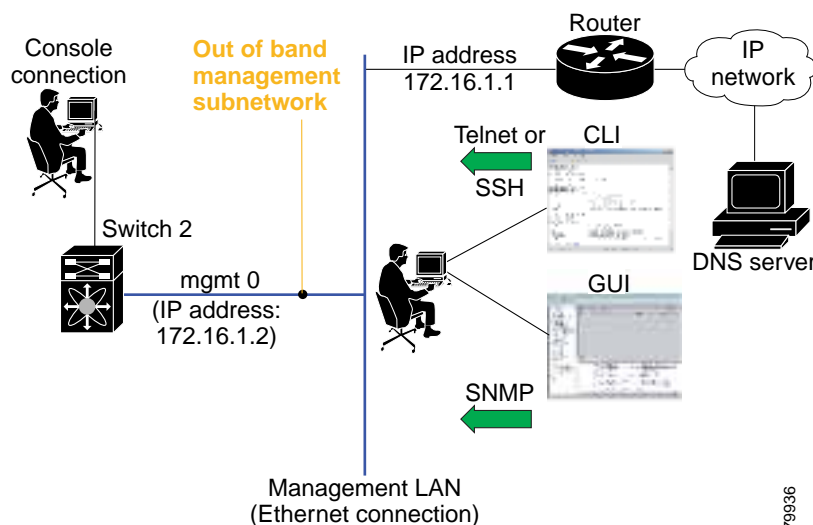 Console
connection
Out of band
management
subnetwork
Router
IP address
172.16.1.1
IP
network
Telnet or
SSH
CLI
Switch 2
mgmt 0
(IP address:
172.16.1.2)
DNS server
GUI
SNMP
Management LAN
(Ethernet connection)
79936